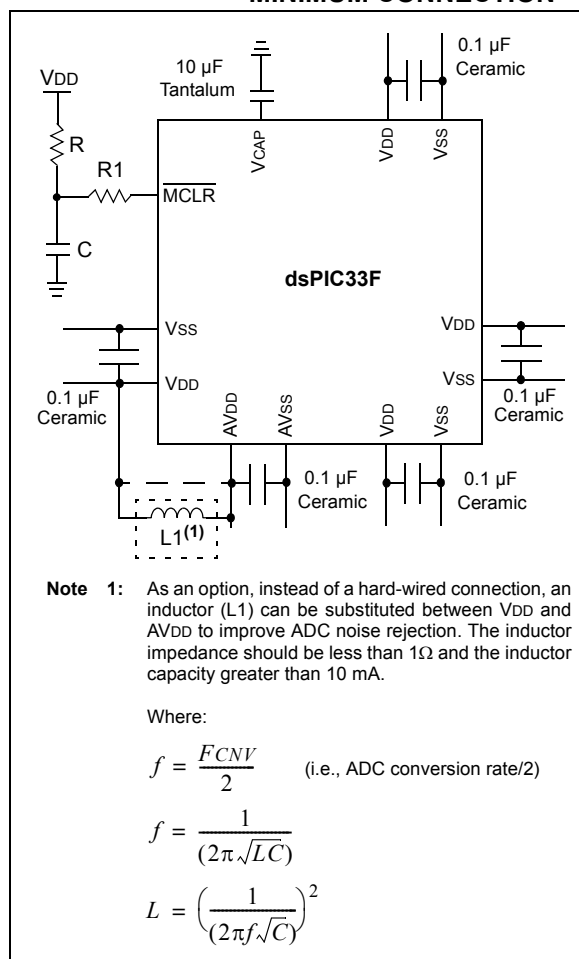 10 µF
Tantalum
0.1 µF
Ceramic
VDD
R
R1
C
VCAP
VDD
VSS
MCLR
dsPIC33F
VSS
VDD
0.1 µF
Ceramic
VDD
VSS
0.1 µF
Ceramic
AVDD
AVSS
VDD
VSS
0.1 µF
Ceramic
0.1 µF
Ceramic
L1(1)
Note 1: As an option, instead of a hard-wired connection, an
inductor (L1) can be substituted between VDD and
AVDD to improve ADC noise rejection. The inductor
impedance should be less than 1Ω and the inductor
capacity greater than 10 mA.
Where:
f = FCNV / 2 (i.e., ADC conversion rate/2)
f = 1 / (2π√LC)
L = (1 / (2πf√C))²